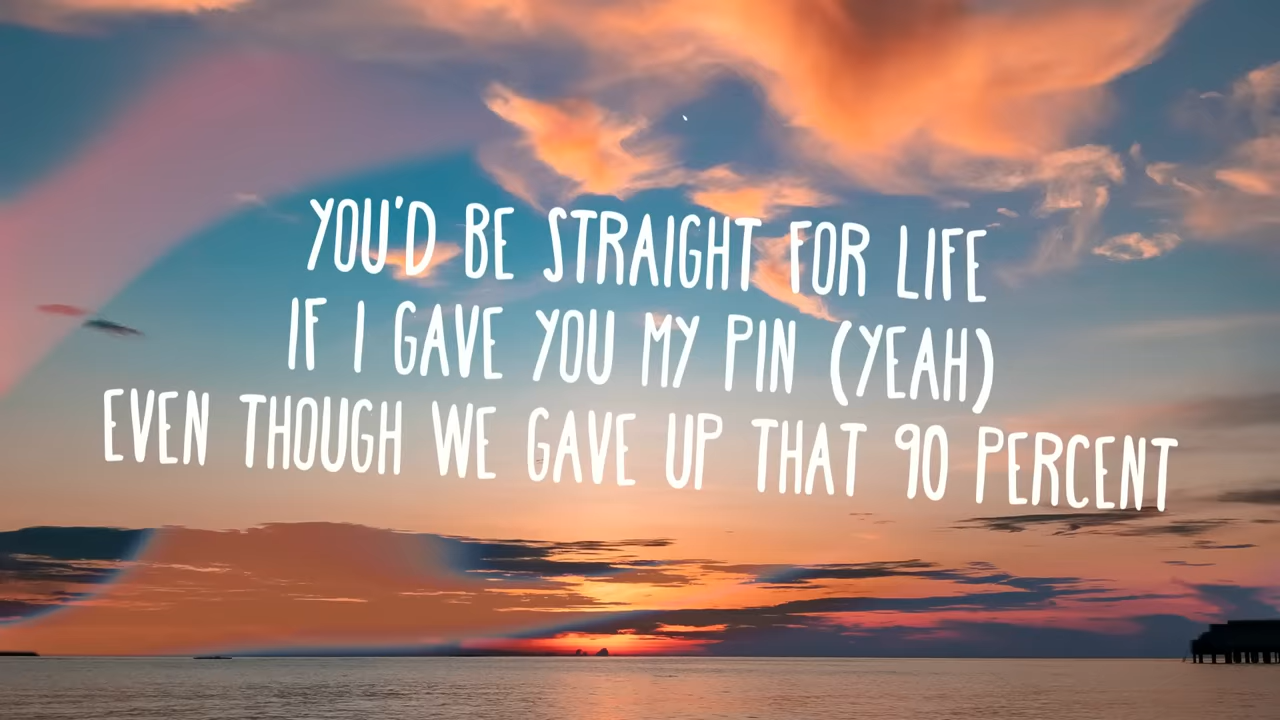 YOU'D BE STRAIGHT FOR LIFE
IF I GAVE YOU MY PIN (YEAH)
EVEN THOUGH WE GAVE UP THAT 90 PERCENT